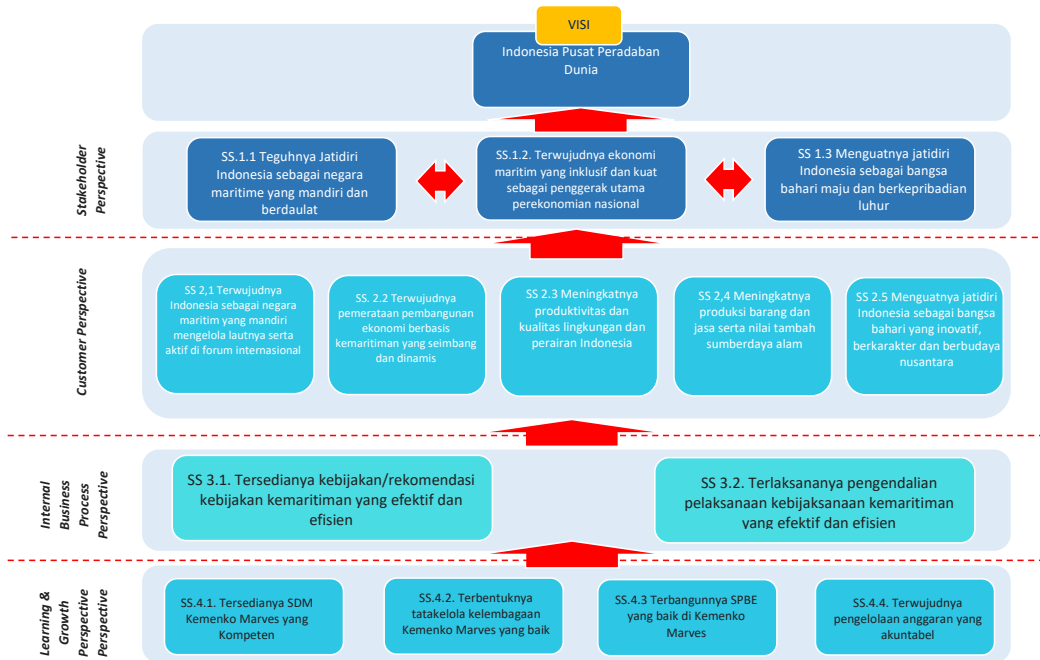 VISI
Indonesia Pusat Peradaban
Dunia
Stakeholder
Perspective
SS.1.1 Teguhnya Jatidiri
Indonesia sebagai negara
maritime yang mandiri dan
berdaulat
SS.1.2. Terwujudnya ekonomi
maritim yang inklusif dan kuat
sebagai penggerak utama
perekonomian nasional
SS 1.3 Menguatnya jatidiri
Indonesia sebagai bangsa
bahari maju dan berkepribadian
luhur
Customer Perspective
SS 2,1 Terwujudnya
Indonesia sebagai negara
maritim yang mandiri
mengelola lautnya serta
aktif di forum internasional
SS. 2.2 Terwujudnya
pemerataan pembangunan
ekonomi berbasis
kemaritiman yang seimbang
dan dinamis
SS 2.3 Meningkatnya
produktivitas dan
kualitas lingkungan dan
perairan Indonesia
SS 2,4 Meningkatnya
produksi barang dan
jasa serta nilai tambah
sumberdaya alam
SS 2.5 Menguatnya jatidiri
Indonesia sebagai bangsa
bahari yang inovatif,
berkarakter dan berbudaya
nusantara
Internal
Business
Process
Perspective
SS 3.1. Tersedianya kebijakan/rekomendasi
kebijakan kemaritiman yang efektif dan
efisien
SS 3.2. Terlaksananya pengendalian
pelaksanaan kebijaksanaan kemaritiman
yang efektif dan efisien
Learning &
Growth
Perspective
Perspective
SS.4.1. Tersedianya SDM
Kemenko Marves yang
Kompeten
SS.4.2. Terbentuknya
tatakelola kelembagaan
Kemenko Marves yang baik
SS.4.3 Terbangunnya SPBE
yang baik di Kemenko
Marves
SS.4.4. Terwujudnya
pengelolaan anggaran yang
akuntabel